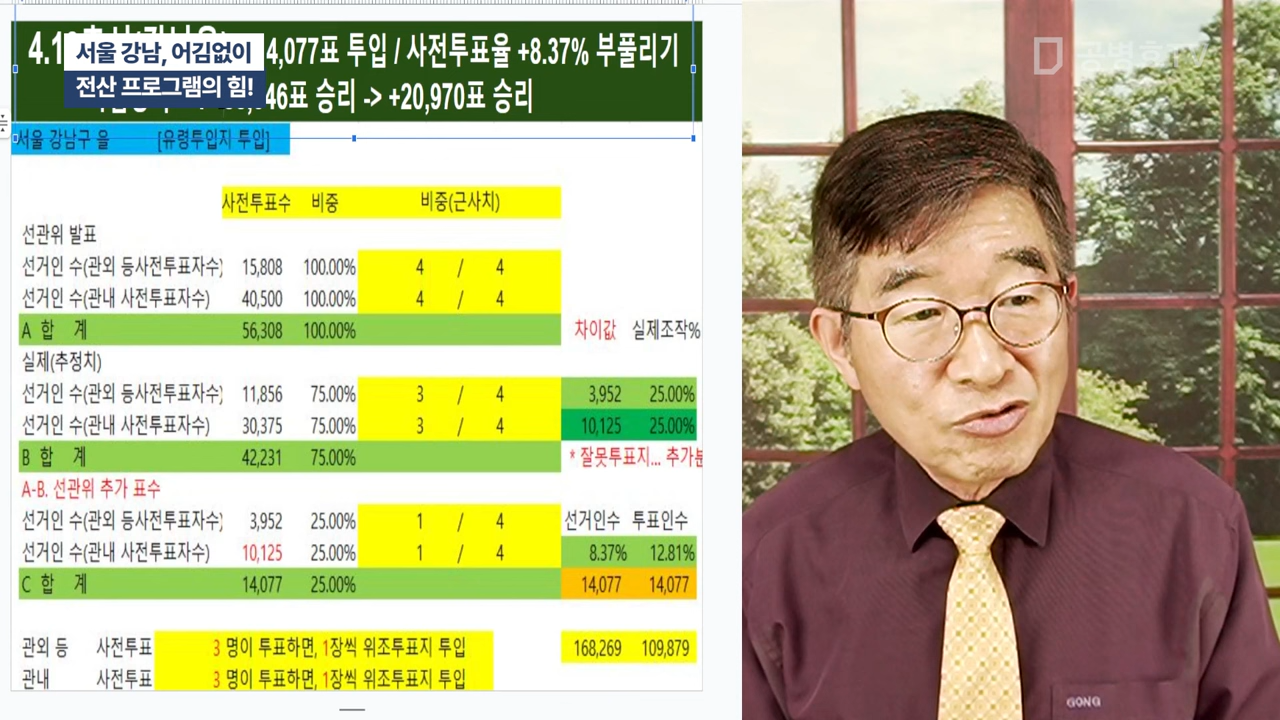 4,077표 투입 / 사전투표율 +8.37% 부풀리기
46표 승리 -> +20,970표 승리
서울 강남, 어김없이
전산 프로그램의 힘!
서울 강남구 을 [유령투입지 투입]
사전투표수 비중 비중(근사치)
선관위 발표
선거인 수(관외 등사전투표자수) 15,808 100.00% 4 / 4
선거인 수(관내 사전투표자수) 40,500 100.00% 4 / 4
A 합 계 56,308 100.00% 차이값 실제조작%
실제(추정치)
선거인 수(관외 등사전투표자수) 11,856 75.00% 3 / 4 3,952 25.00%
선거인 수(관내 사전투표자수) 30,375 75.00% 3 / 4 10,125 25.00%
B 합 계 42,231 75.00% * 잘못투표지... 추가분
A-B. 선관위 추가 표수
선거인 수(관외 등사전투표자수) 3,952 25.00% 1 / 4 선거인수 투표인수
선거인 수(관내 사전투표자수) 10,125 25.00% 1 / 4 8.37% 12.81%
C 합 계 14,077 25.00% 14,077 14,077
관외 등 사전투표 3 명이 투표하면, 1장씩 위조투표지 투입 168,269 109,879
관내 사전투표 3 명이 투표하면, 1장씩 위조투표지 투입
공병호TV
GONG